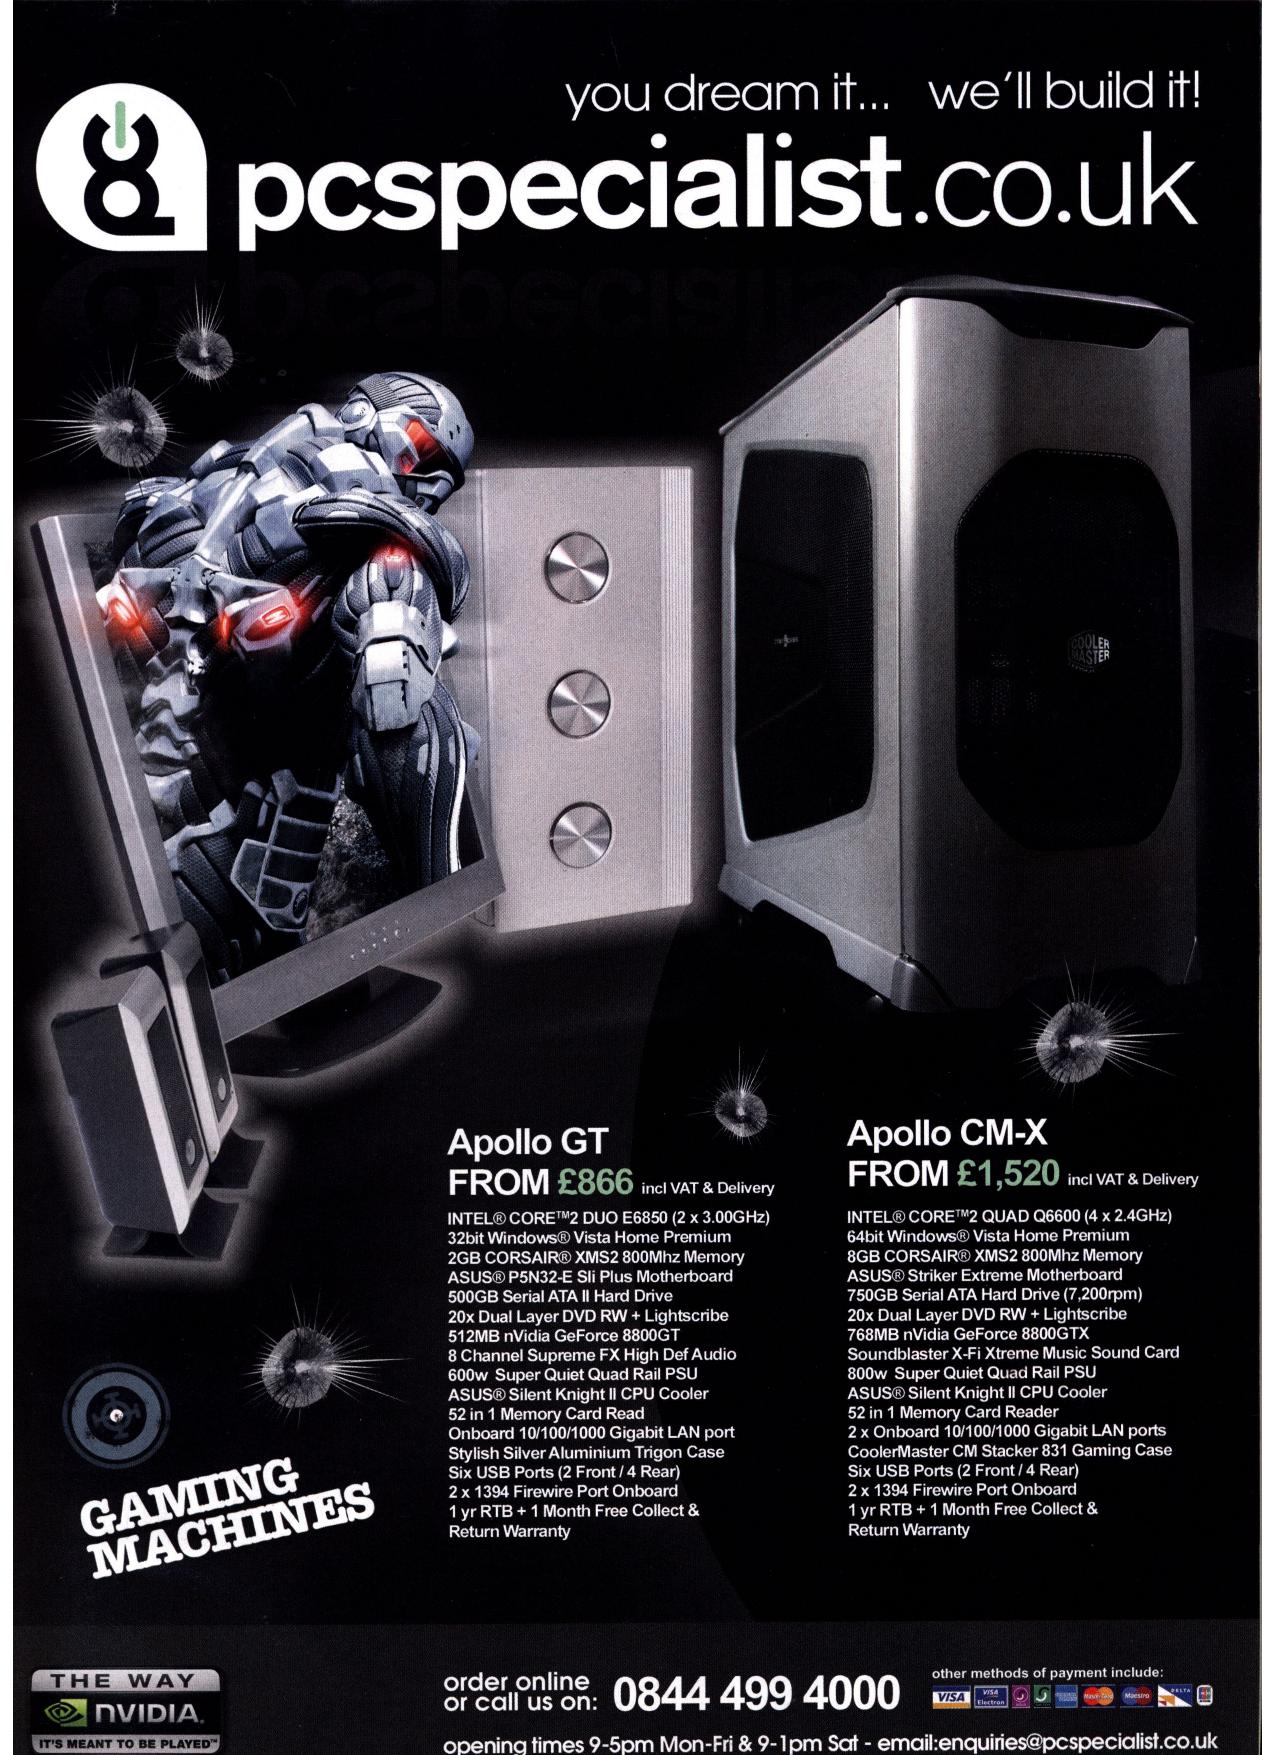 you dream it... we'll build it!
pcspecialist.co.uk
COOLER
MASTER
Apollo GT
FROM £866 incl VAT & Delivery
INTEL® CORE™2 DUO E6850 (2 x 3.00GHz)
32bit Windows® Vista Home Premium
2GB CORSAIR® XMS2 800Mhz Memory
ASUS® P5N32-E Sli Plus Motherboard
500GB Serial ATA II Hard Drive
20x Dual Layer DVD RW + Lightscribe
512MB nVidia GeForce 8800GT
8 Channel Supreme FX High Def Audio
600w Super Quiet Quad Rail PSU
ASUS® Silent Knight II CPU Cooler
52 in 1 Memory Card Read
Onboard 10/100/1000 Gigabit LAN port
Stylish Silver Aluminium Trigon Case
Six USB Ports (2 Front / 4 Rear)
2 x 1394 Firewire Port Onboard
1 yr RTB + 1 Month Free Collect &
Return Warranty
Apollo CM-X
FROM £1,520 incl VAT & Delivery
INTEL® CORE™2 QUAD Q6600 (4 x 2.4GHz)
64bit Windows® Vista Home Premium
8GB CORSAIR® XMS2 800Mhz Memory
ASUS® Striker Extreme Motherboard
750GB Serial ATA Hard Drive (7,200rpm)
20x Dual Layer DVD RW + Lightscribe
768MB nVidia GeForce 8800GTX
Soundblaster X-Fi Xtreme Music Sound Card
800w Super Quiet Quad Rail PSU
ASUS® Silent Knight II CPU Cooler
52 in 1 Memory Card Reader
2 x Onboard 10/100/1000 Gigabit LAN ports
CoolerMaster CM Stacker 831 Gaming Case
Six USB Ports (2 Front / 4 Rear)
2 x 1394 Firewire Port Onboard
1 yr RTB + 1 Month Free Collect &
Return Warranty
GAMING
MACHINES
THE WAY
NVIDIA.
IT'S MEANT TO BE PLAYED™
order online
or call us on: 0844 499 4000
other methods of payment include:
VISA
VISA
Electron
MasterCard
Maestro
DELTA
opening times 9-5pm Mon-Fri & 9-1pm Sat - email:enquiries@pcspecialist.co.uk